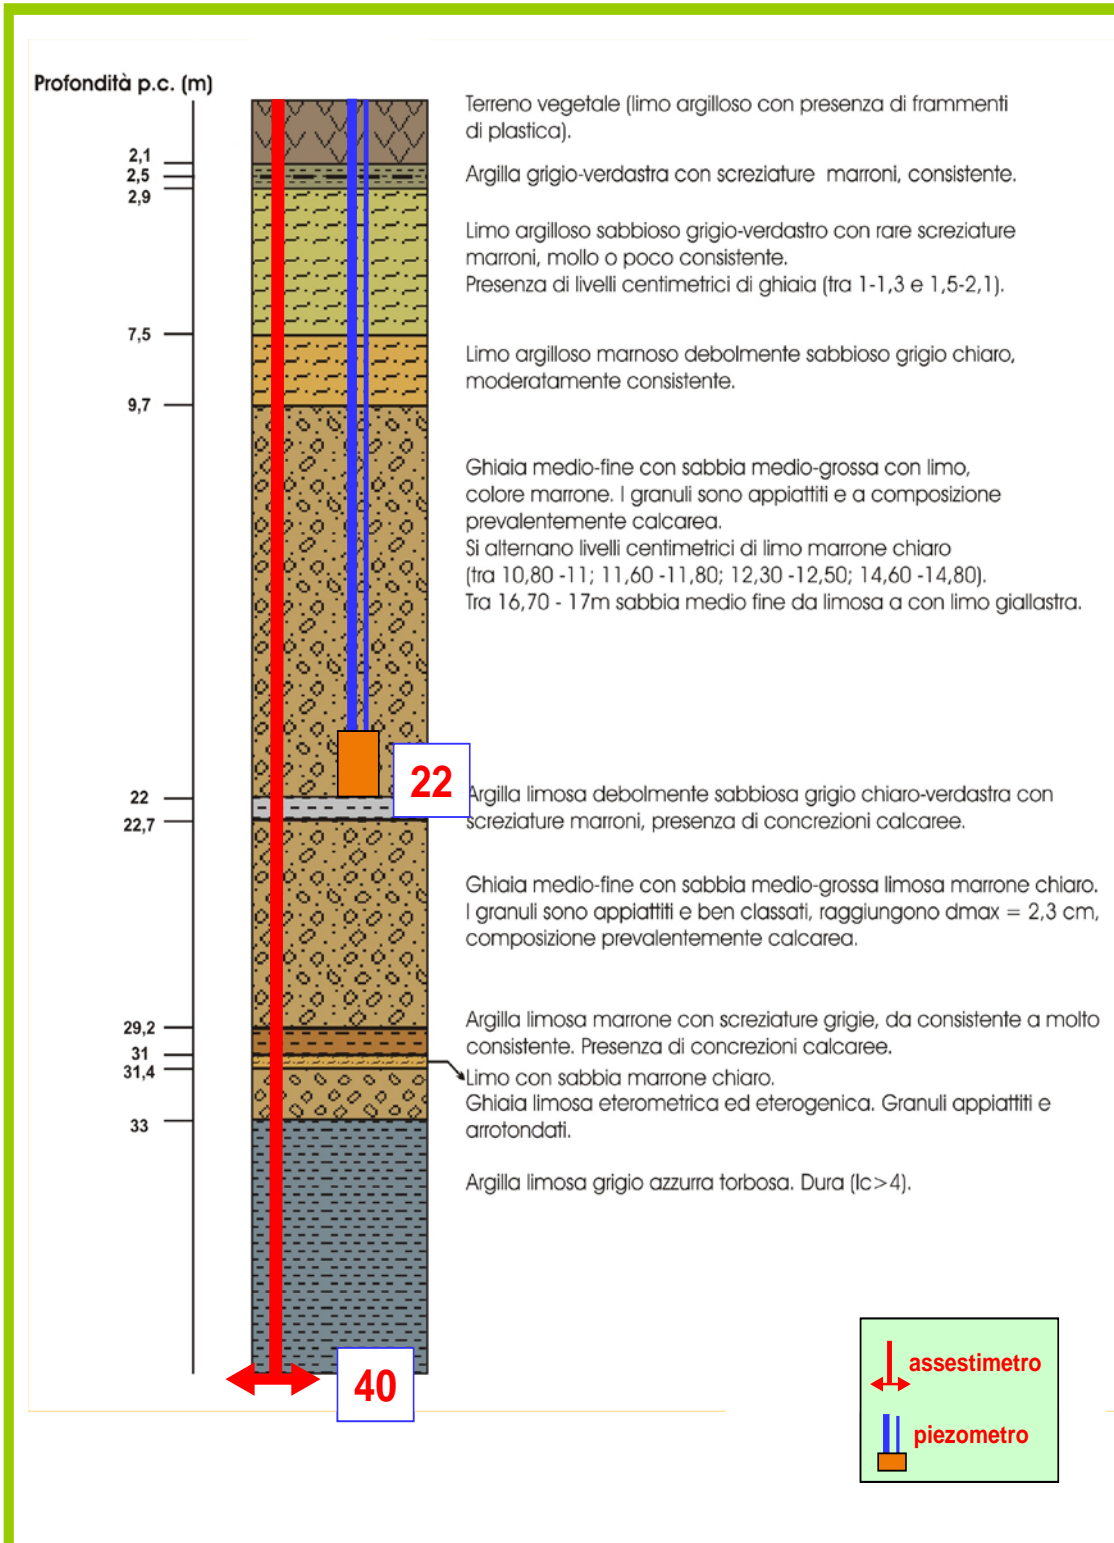 Profondità p.c. (m)
Terreno vegetale (limo argilloso con presenza di frammenti
di plastica).
2,1
2,5
Argilla grigio-verdastra con screziature marroni, consistente.
2,9
Limo argilloso sabbioso grigio-verdastro con rare screziature
marroni, mollo o poco consistente.
Presenza di livelli centimetrici di ghiaia (tra 1-1,3 e 1,5-2,1).
7,5
Limo argilloso marnoso debolmente sabbioso grigio chiaro,
moderatamente consistente.
9,7
Ghiaia medio-fine con sabbia medio-grossa con limo,
colore marrone. I granuli sono appiattiti e a composizione
prevalentemente calcarea.
Si alternano livelli centimetrici di limo marrone chiaro
(tra 10,80 -11; 11,60 -11,80; 12,30 -12,50; 14,60 -14,80).
Tra 16,70 - 17m sabbia medio fine da limosa a con limo giallastra.
22
22
Argilla limosa debolmente sabbiosa grigio chiaro-verdastra con
screziature marroni, presenza di concrezioni calcaree.
22,7
Ghiaia medio-fine con sabbia medio-grossa limosa marrone chiaro.
I granuli sono appiattiti e ben classati, raggiungono dmax = 2,3 cm,
composizione prevalentemente calcarea.
29,2
Argilla limosa marrone con screziature grigie, da consistente a molto
consistente. Presenza di concrezioni calcaree.
31
31,4
Limo con sabbia marrone chiaro.
Ghiaia limosa eterometrica ed eterogenica. Granuli appiattiti e
arrotondati.
33
Argilla limosa grigio azzurra torbosa. Dura (Ic>4).
40
assestimetro
piezometro